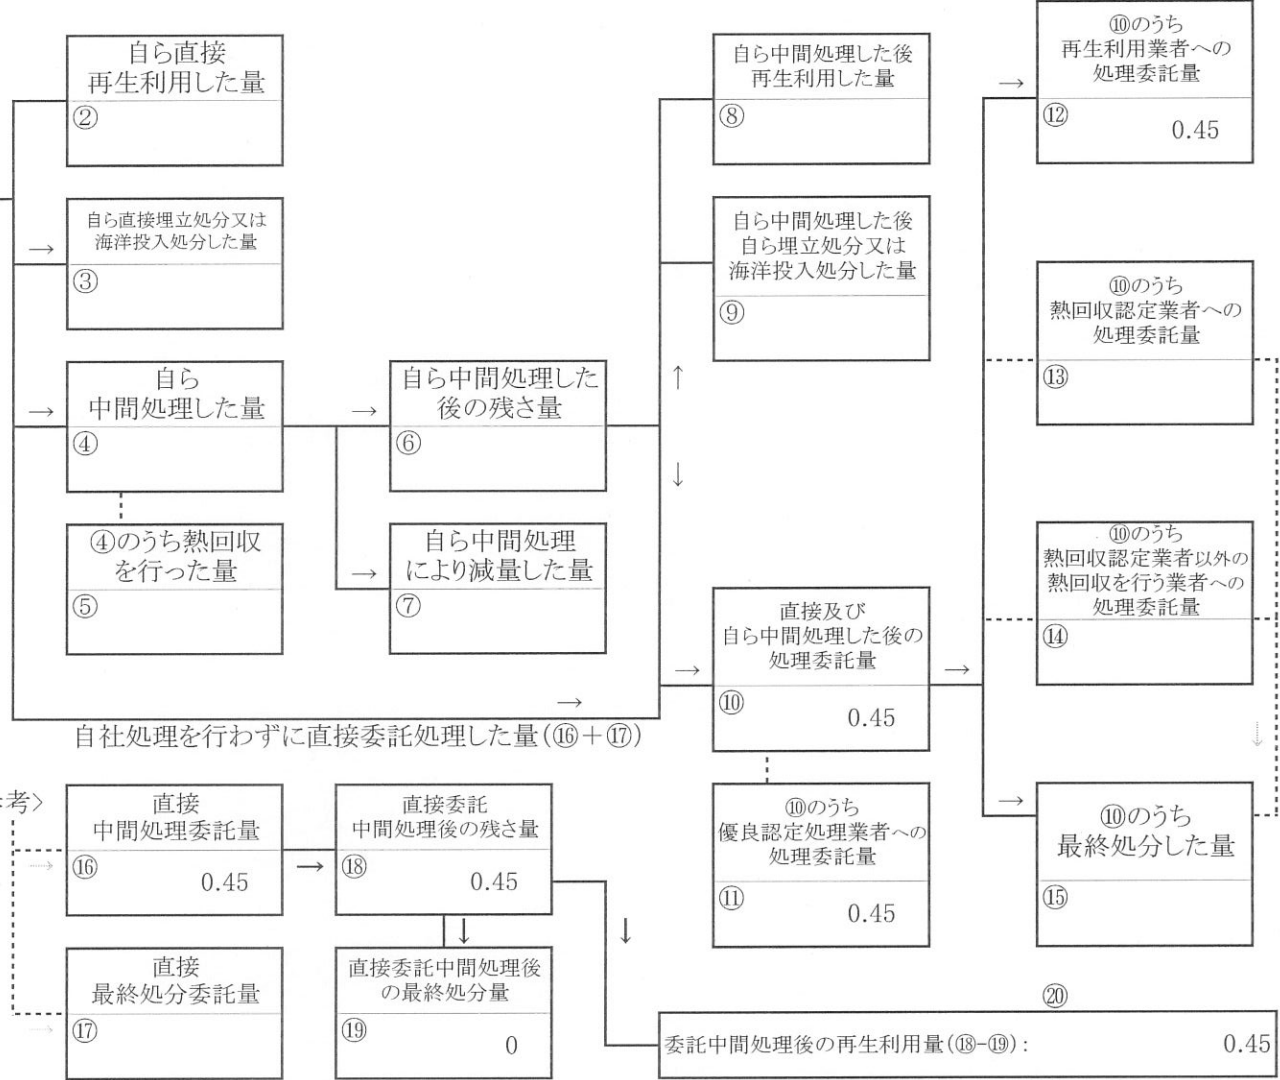 自ら直接
再生利用した量
②
自ら直接埋立処分又は
海洋投入処分した量
→
③
自ら
中間処理した量
→
④
④のうち熱回収
を行った量
⑤
自ら中間処理した
後の残さ量
→
⑥
自ら中間処理
により減量した量
→
⑦
自ら中間処理した後
再生利用した量
⑧
自ら中間処理した後
自ら埋立処分又は
海洋投入処分した量
⑨
↑
↓
直接及び
自ら中間処理した後の
処理委託量
→
⑩
0.45
→
自社処理を行わずに直接委託処理した量(⑯+⑰)
⑩のうち
優良認定処理業者への
処理委託量
⑪
0.45
→
⑩のうち
再生利用業者への
処理委託量
→
⑫
0.45
⑩のうち
熱回収認定業者への
処理委託量
⑬
⑩のうち
熱回収認定業者以外の
熱回収を行う業者への
処理委託量
⑭
↓
⑩のうち
最終処分した量
→
⑮
考>
直接
中間処理委託量
→
⑯
0.45
→
直接委託
中間処理後の残さ量
⑱
0.45
↓
↓
直接
最終処分委託量
→
⑰
直接委託中間処理後
の最終処分量
⑲
0
⑳
委託中間処理後の再生利用量(⑱-⑲):
0.45